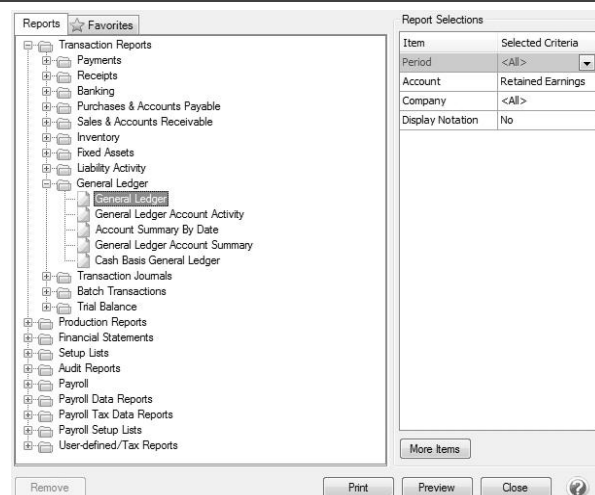 Reports
Favorites
Transaction Reports
Payments
Receipts
Banking
Purchases & Accounts Payable
Sales & Accounts Receivable
Inventory
Fixed Assets
Liability Activity
General Ledger
General Ledger
General Ledger Account Activity
Account Summary By Date
General Ledger Account Summary
Cash Basis General Ledger
Transaction Journals
Batch Transactions
Trial Balance
Production Reports
Financial Statements
Setup Lists
Audit Reports
Payroll
Payroll Data Reports
Payroll Tax Data Reports
Payroll Setup Lists
User-defined/Tax Reports
Report Selections
Item Selected Criteria
Period <All>
Account Retained Earnings
Company <All>
Display Notation No
More Items
Remove Print Preview Close ?